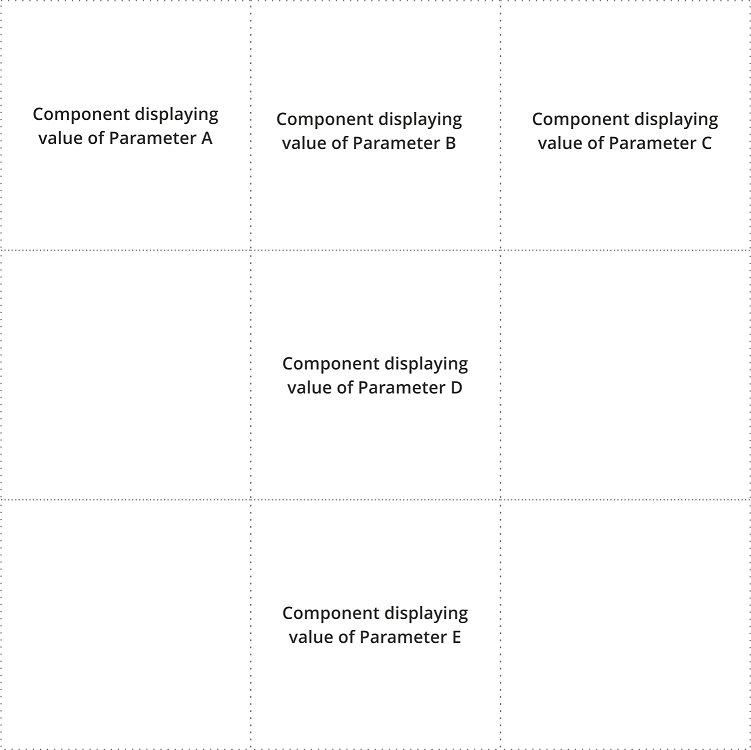 Component displaying
value of Parameter A
Component displaying
value of Parameter B
Component displaying
value of Parameter C
Component displaying
value of Parameter D
Component displaying
value of Parameter E